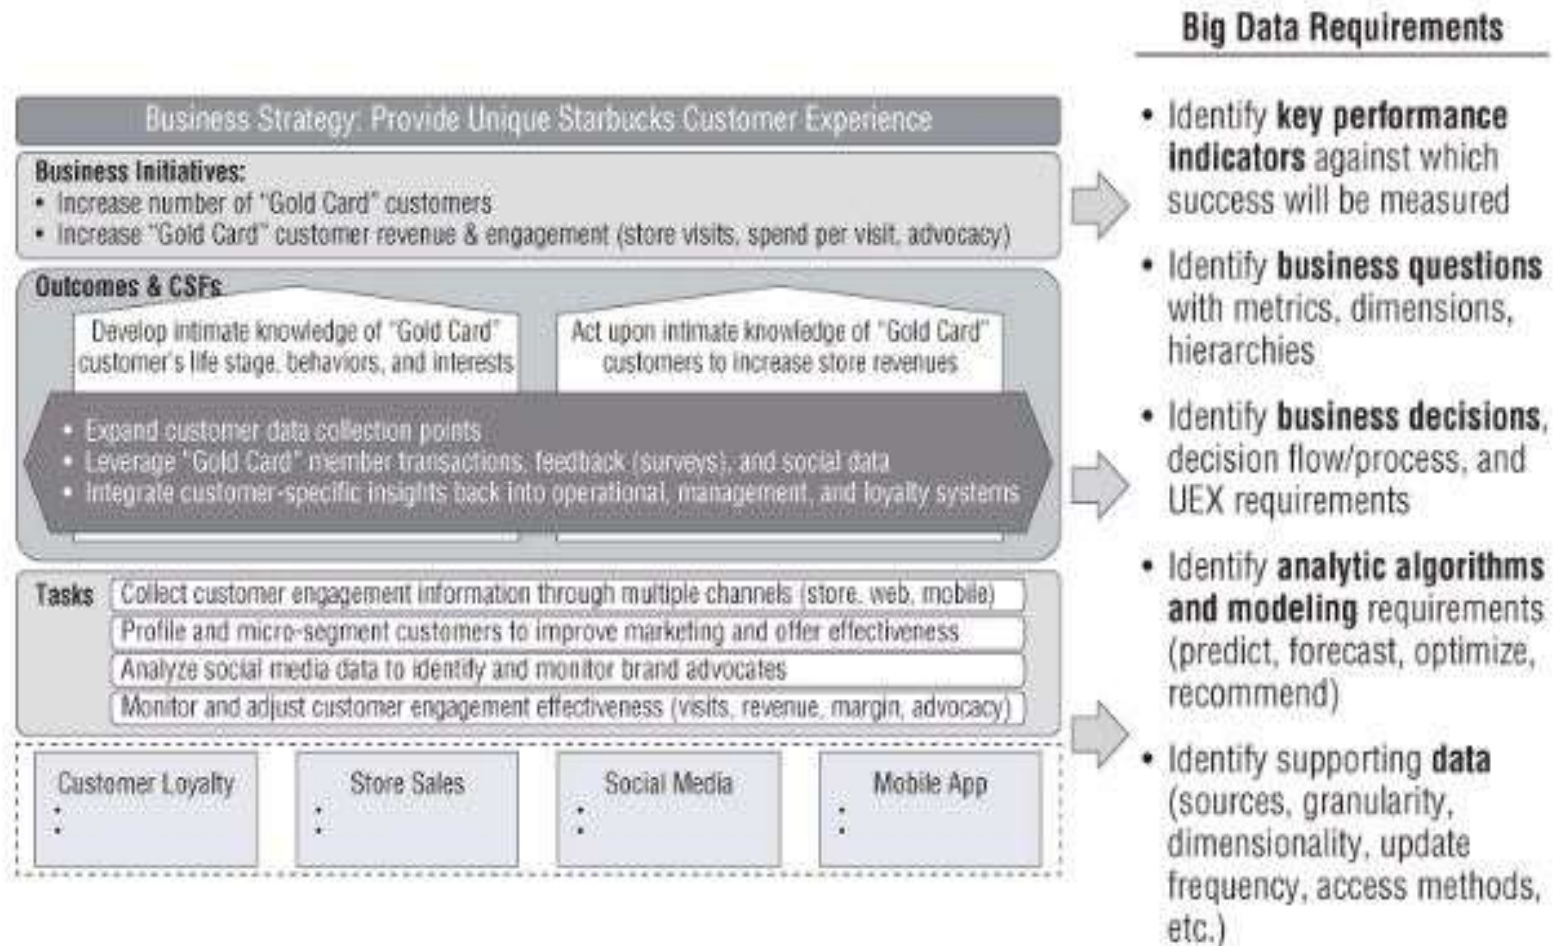 Big Data Requirements
Business Strategy: Provide Unique Starbucks Customer Experience
Business Initiatives:
• Increase number of "Gold Card" customers
• Increase "Gold Card" customer revenue & engagement (store visits, spend per visit, advocacy)
Outcomes & CSFs
Develop intimate knowledge of "Gold Card"
customer's life stage, behaviors, and interests
Act upon intimate knowledge of "Gold Card"
customers to increase store revenues
• Expand customer data collection points
• Leverage "Gold Card" member transactions, feedback (surveys), and social data
• Integrate customer-specific insights back into operational, management, and loyalty systems
Tasks
Collect customer engagement information through multiple channels (store, web, mobile)
Profile and micro-segment customers to improve marketing and offer effectiveness
Analyze social media data to identify and monitor brand advocates
Monitor and adjust customer engagement effectiveness (visits, revenue, margin, advocacy)
Customer Loyalty
•
•
Store Sales
•
•
Social Media
•
•
Mobile App
•
•
• Identify key performance
indicators against which
success will be measured
• Identify business questions
with metrics, dimensions,
hierarchies
• Identify business decisions,
decision flow/process, and
UEX requirements
• Identify analytic algorithms
and modeling requirements
(predict, forecast, optimize,
recommend)
• Identify supporting data
(sources, granularity,
dimensionality, update
frequency, access methods,
etc.)